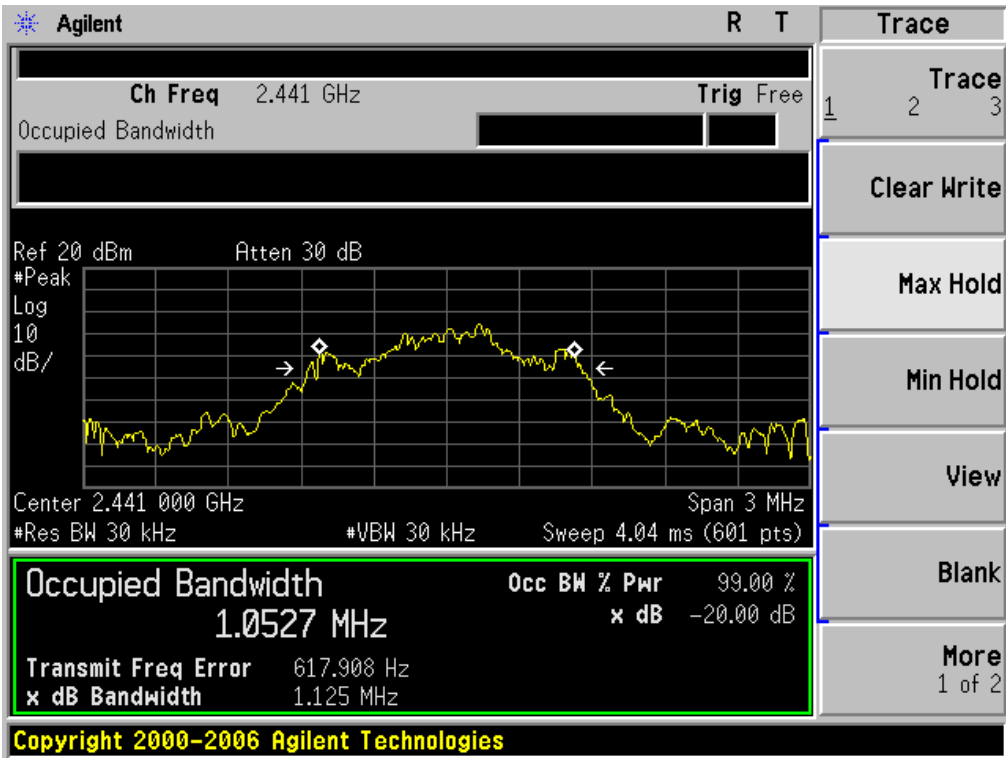 Agilent R T Trace
Ch Freq 2.441 GHz Trig Free
Occupied Bandwidth
Trace
1 2 3
Clear Write
Max Hold
Min Hold
View
Blank
More
1 of 2
Ref 20 dBm Atten 30 dB
#Peak
Log
10
dB/
Center 2.441 000 GHz Span 3 MHz
#Res BW 30 kHz #VBW 30 kHz Sweep 4.04 ms (601 pts)
Occupied Bandwidth Occ BW % Pwr 99.00 %
1.0527 MHz x dB -20.00 dB
Transmit Freq Error 617.908 Hz
x dB Bandwidth 1.125 MHz
Copyright 2000-2006 Agilent Technologies